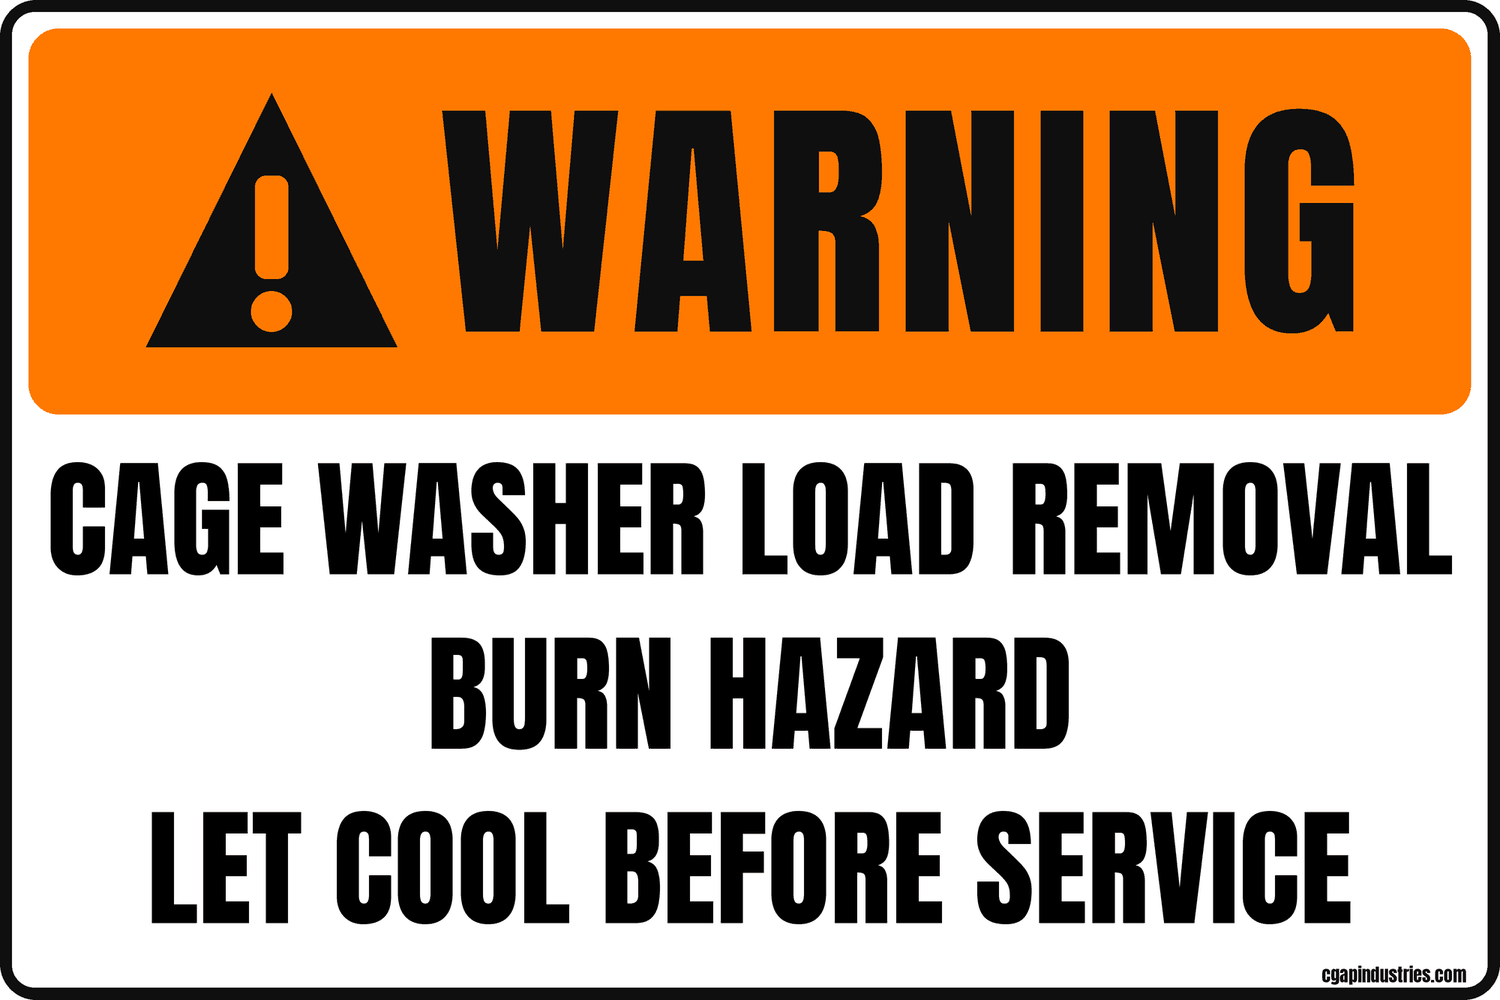 WARNING
CAGE WASHER LOAD REMOVAL
BURN HAZARD
LET COOL BEFORE SERVICE
cgapindustries.com